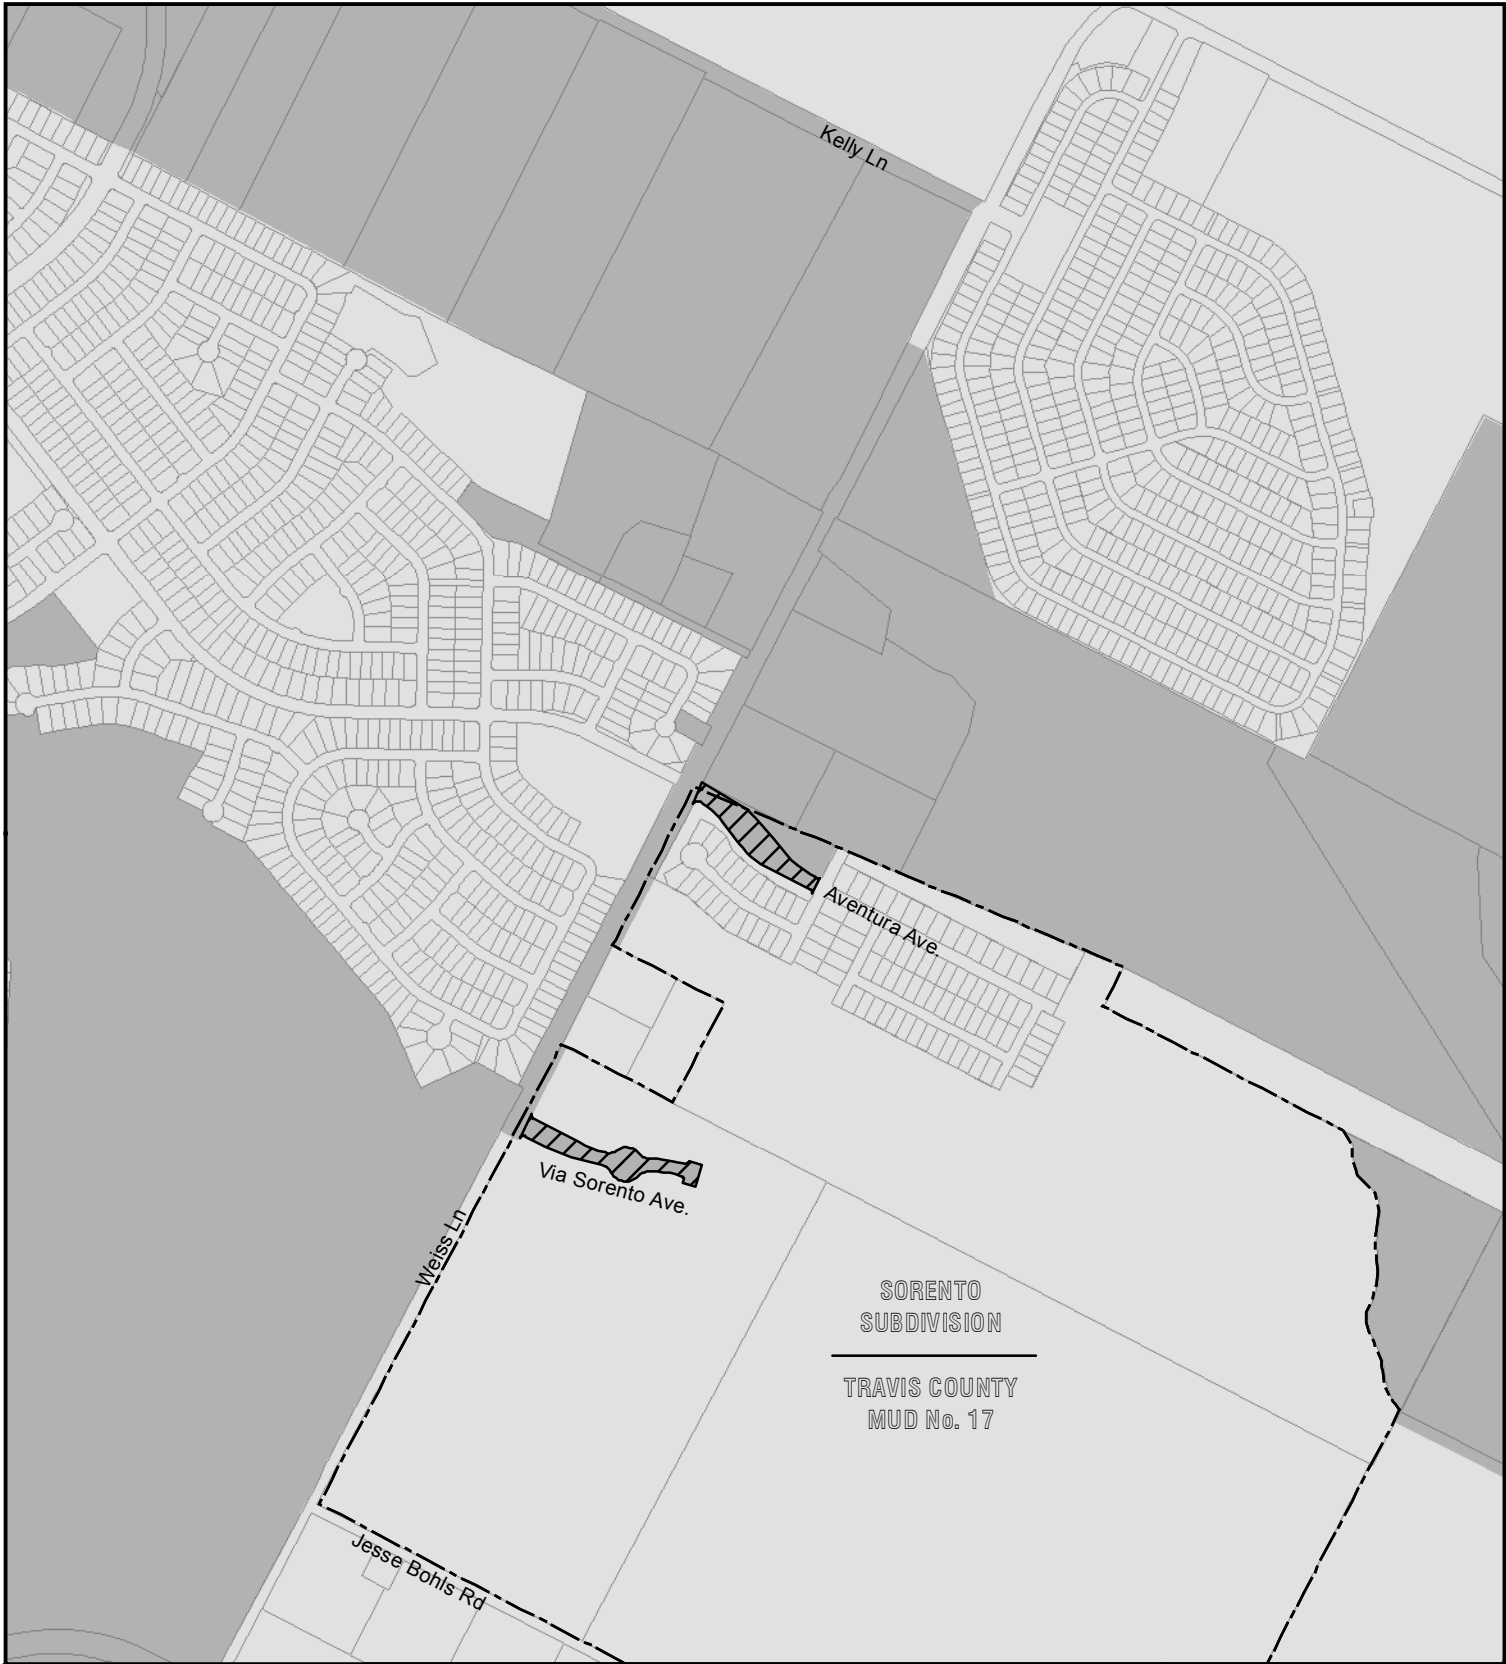 Kelly Ln
Aventura Ave.
Via Sorento Ave.
Weiss Ln
SORENTO
SUBDIVISION
TRAVIS COUNTY
MUD No. 17
Jesse Bohls Rd